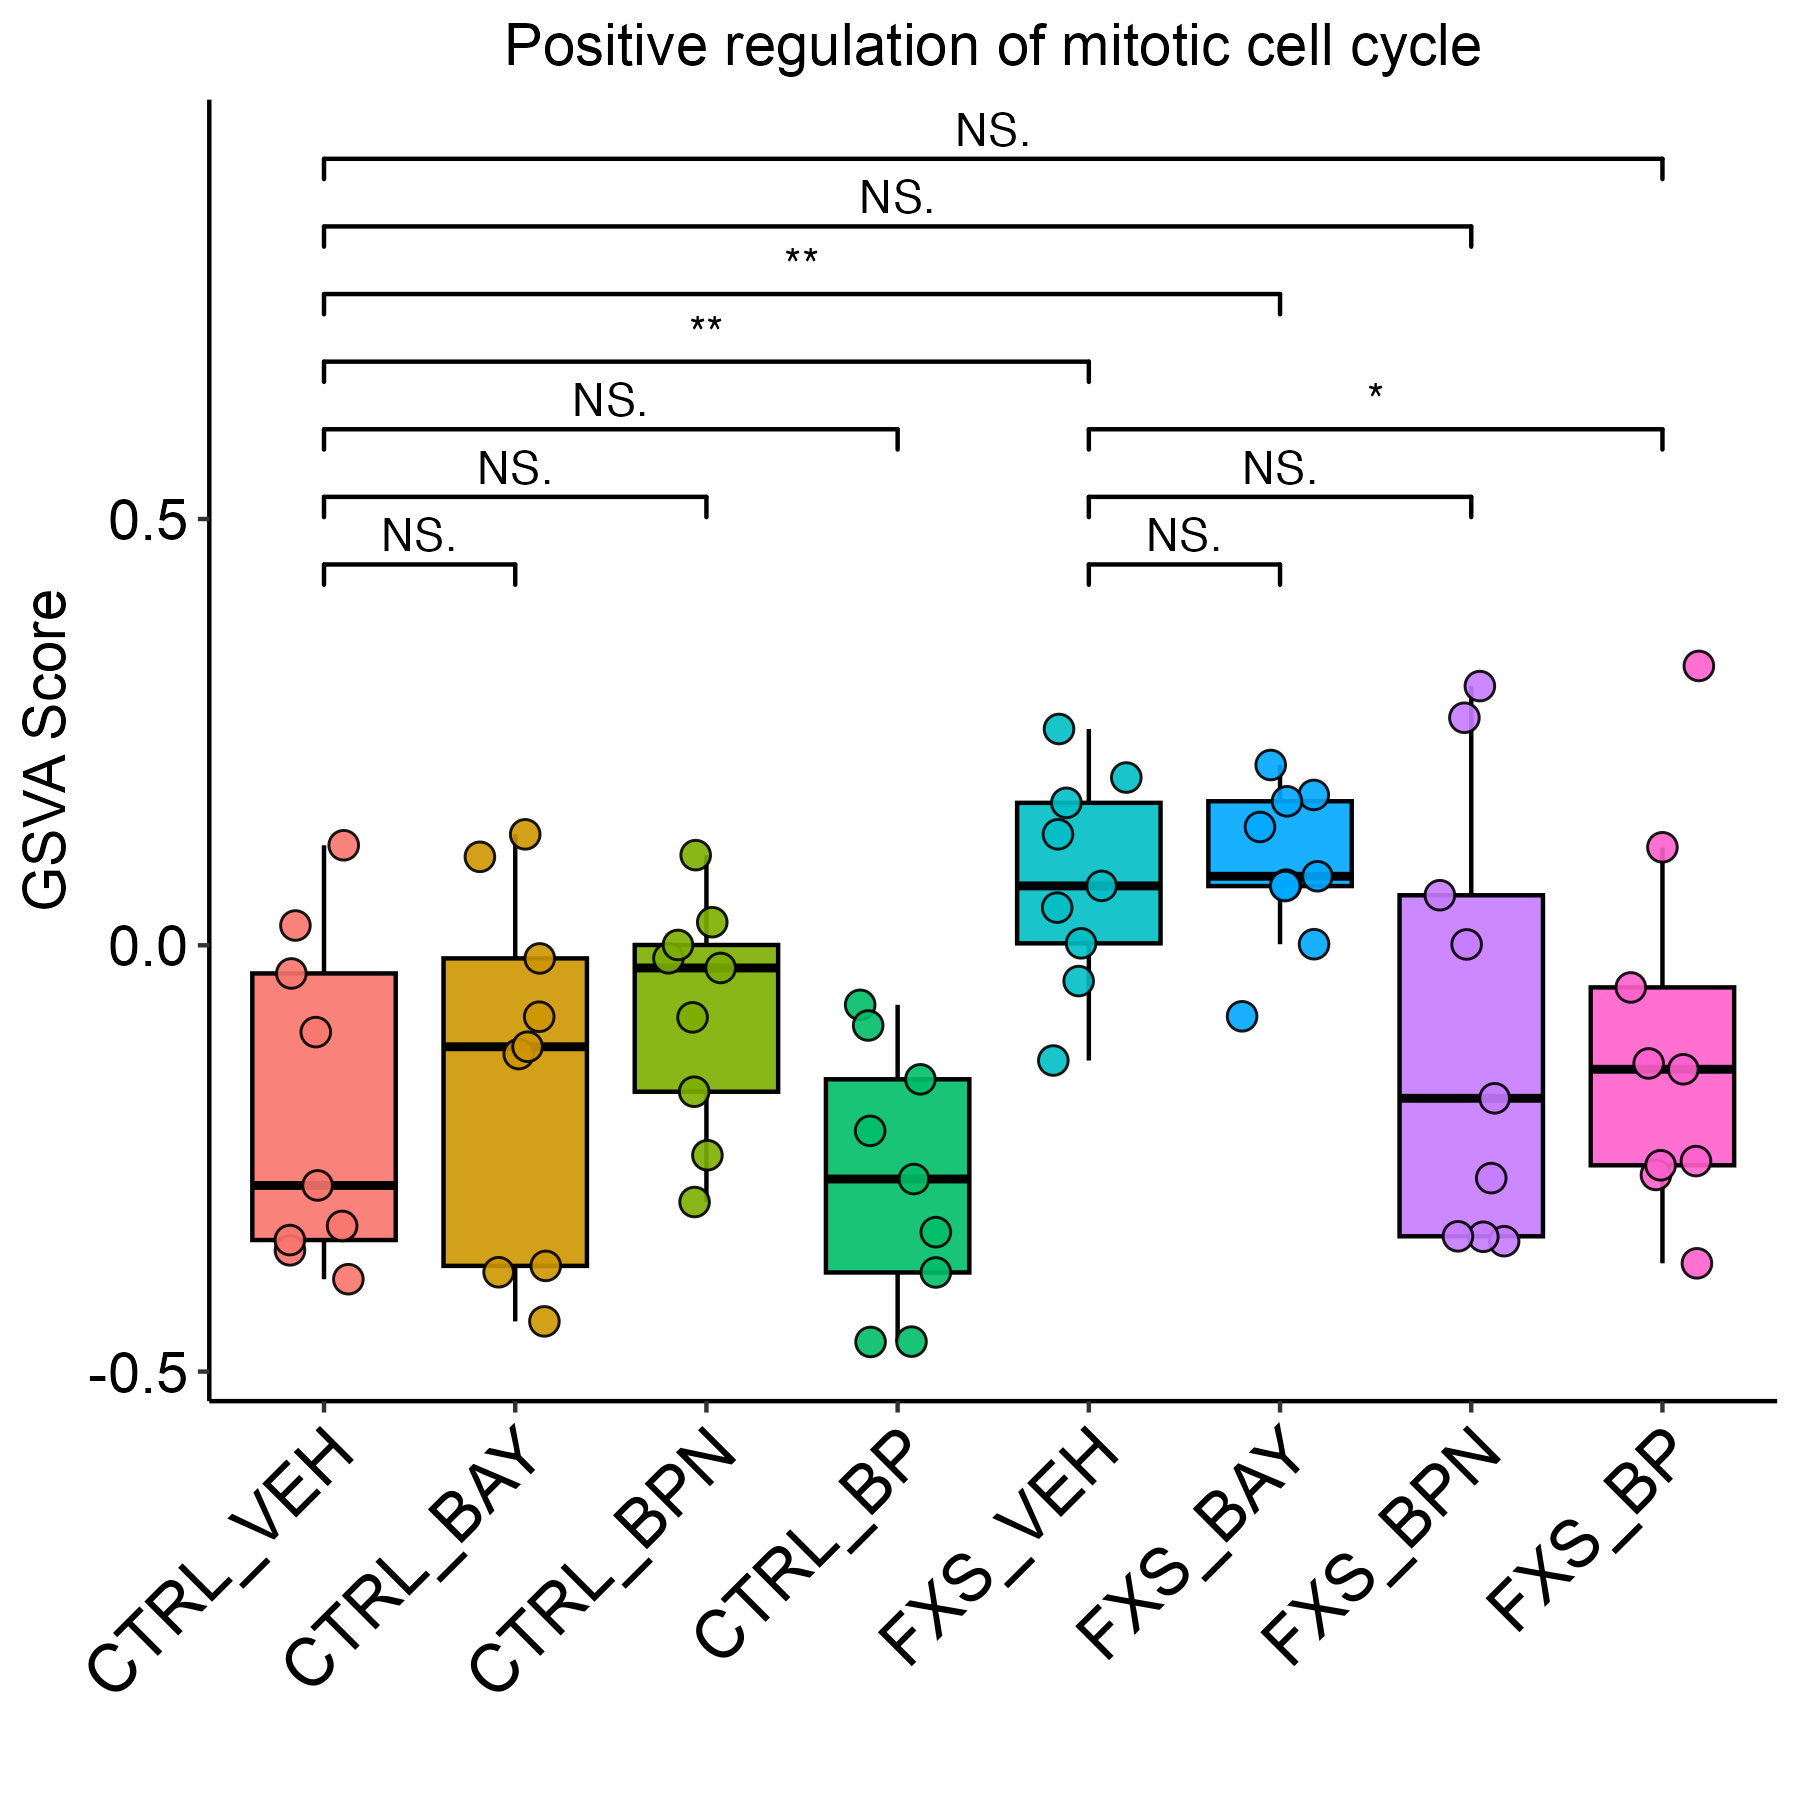 Positive regulation of mitotic cell cycle
NS.
NS.
**
**
NS.
*
NS.
NS.
NS.
NS.
GSVA Score
0.5
0.0
-0.5
CTRL_VEH
CTRL_BAY
CTRL_BPN
CTRL_BP
FXS_VEH
FXS_BAY
FXS_BPN
FXS_BP